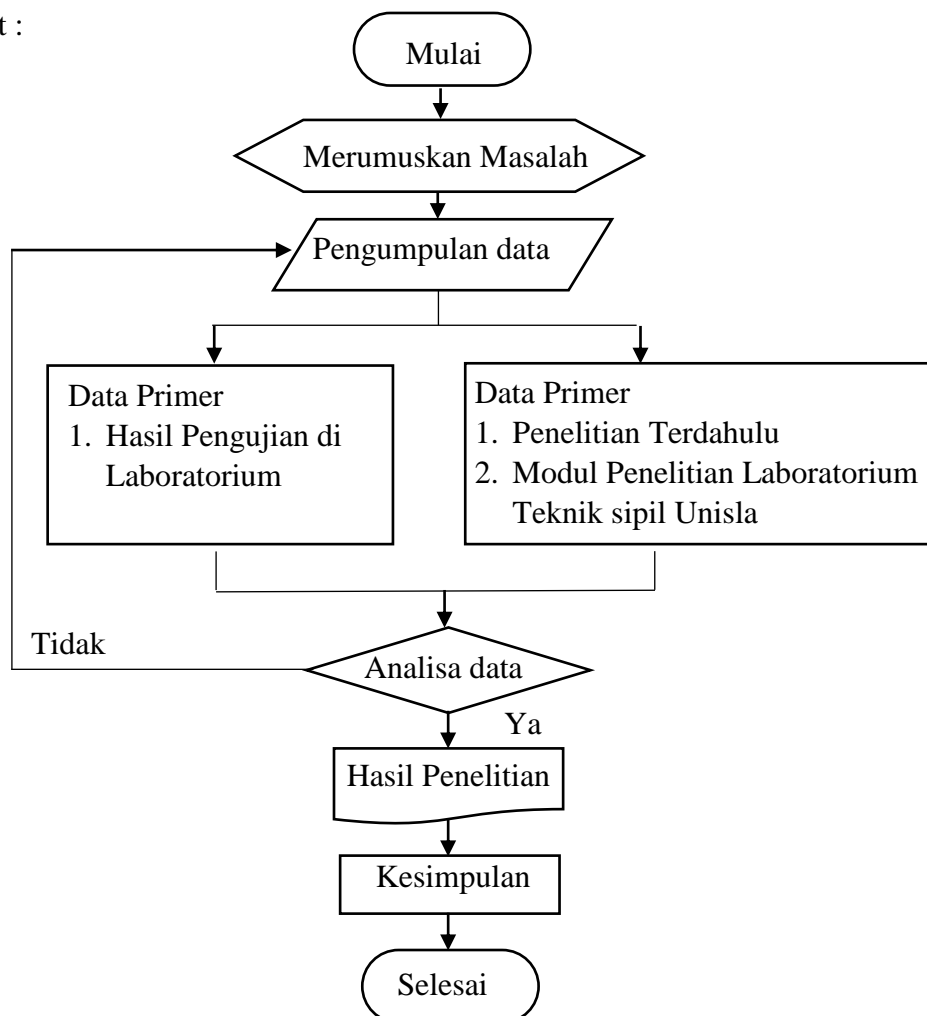 t :
Mulai
Merumuskan Masalah
Pengumpulan data
Data Primer
1. Hasil Pengujian di
Laboratorium
Data Primer
1. Penelitian Terdahulu
2. Modul Penelitian Laboratorium
Teknik sipil Unisla
Tidak
Analisa data
Ya
Hasil Penelitian
Kesimpulan
Selesai